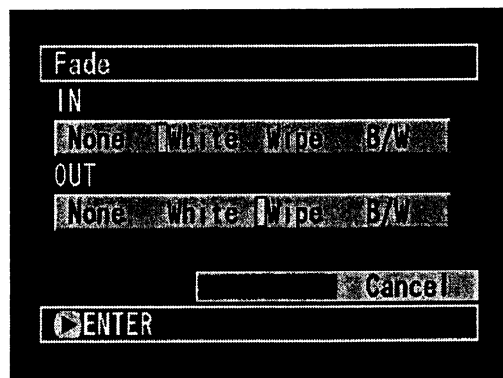 Fade
IN
None White Wipe B/W
OUT
None White Wipe B/W
Cancel
ENTER